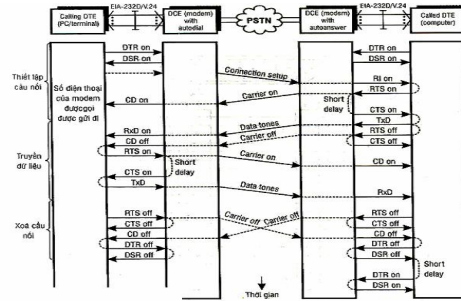 Calling DTE
(PC/terminal)
EIA-232D/V.24
DCE (modem)
with
autodial
PSTN
DCE (modem)
with
autoanswer
EIA-232D/V.24
Called DTE
(computer)
DTR on
DSR on
DTR on
DSR on
Thiết lập
cầu nối
Số điện thoại
của modem
đượcgọi
được gửi đi
Connection setup
RI on
RTS on
Carrier on
CD on
Short
delay
CTS on
TxD
Data tones
RxD on
RTS off
Carrier off
CD off
CTS off
Truyền
dữ liệu
RTS on
Carrier on
CD on
Short
delay
CTS on
TxD
Data tones
RxD
Xoá cầu
nối
RTS off
Carrier off
Carrier off
RTS off
CTS off
CTS off
CD off
CD off
DTR off
DTR off
DSR off
DSR off
Short
delay
DTR on
DSR on
Thời gian